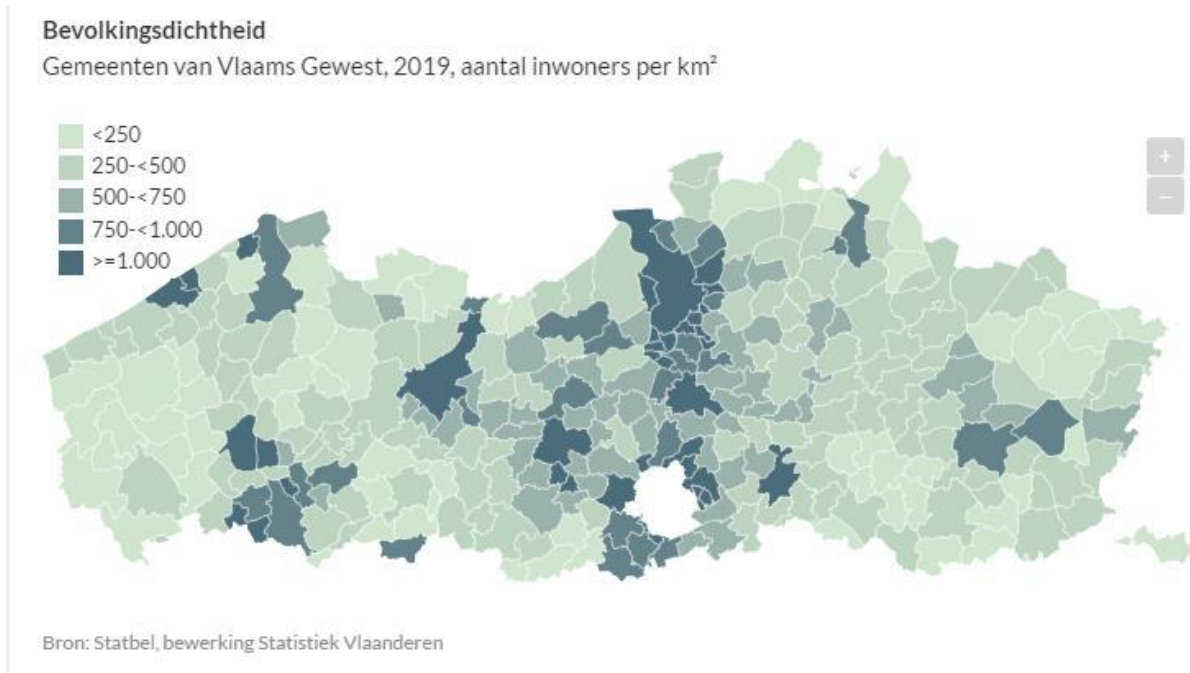 Bevolkingsdichtheid
Gemeenten van Vlaams Gewest, 2019, aantal inwoners per km²
<250
250-<500
500-<750
750-<1.000
>=1.000
+
–
Bron: Statbel, bewerking Statistiek Vlaanderen